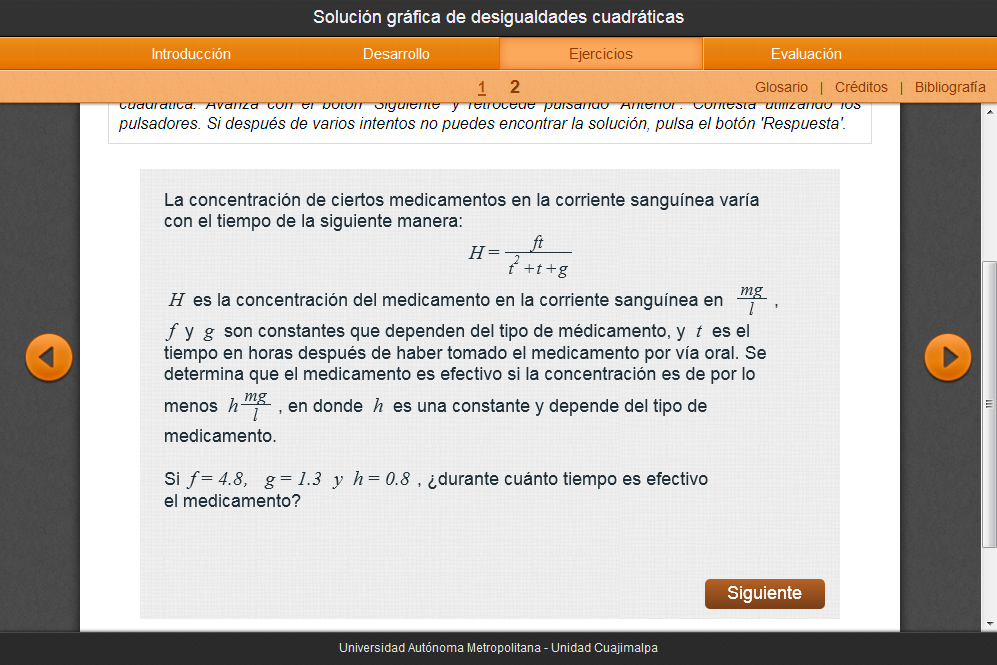 Solución gráfica de desigualdades cuadráticas
Introducción Desarrollo Ejercicios Evaluación
1 2 Glosario | Créditos | Bibliografía
cuadrática. Avanza con el botón 'Siguiente' y retrocede pulsando 'Anterior'. Contesta utilizando los
pulsadores. Si después de varios intentos no puedes encontrar la solución, pulsa el botón 'Respuesta'.
La concentración de ciertos medicamentos en la corriente sanguínea varía
con el tiempo de la siguiente manera:
H = ft / t² + t + g
H es la concentración del medicamento en la corriente sanguínea en mg/l ,
f y g son constantes que dependen del tipo de médicamento, y t es el
tiempo en horas después de haber tomado el medicamento por vía oral. Se
determina que el medicamento es efectivo si la concentración es de por lo
menos h mg/l , en donde h es una constante y depende del tipo de
medicamento.
Si f = 4.8, g = 1.3 y h = 0.8 , ¿durante cuánto tiempo es efectivo
el medicamento?
Siguiente
Universidad Autónoma Metropolitana - Unidad Cuajimalpa